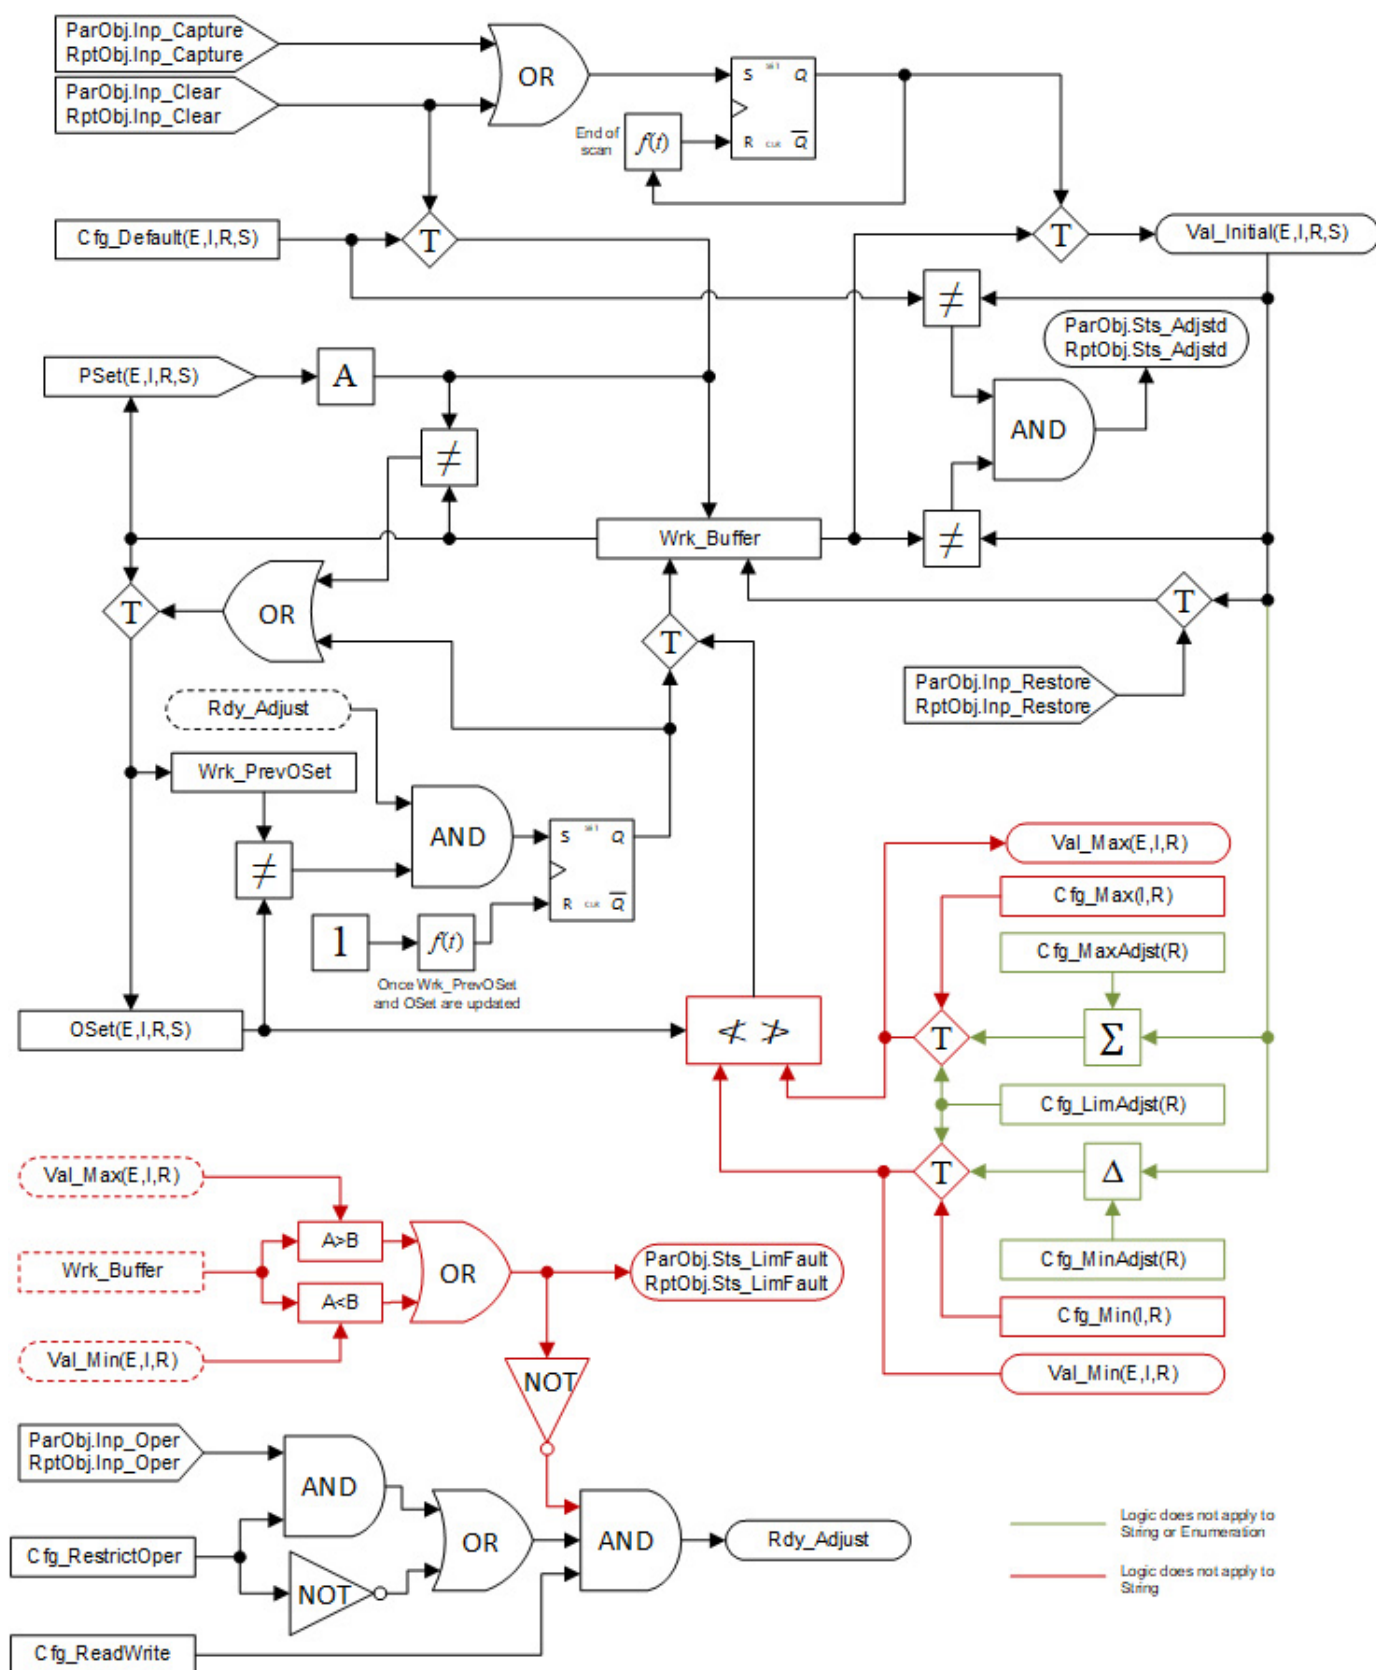 ParObj.Inp_Capture
RptObj.Inp_Capture
OR
S SET Q
R CLR Q
ParObj.Inp_Clear
RptObj.Inp_Clear
End of
scan
f(t)
Cfg_Default(E,I,R,S)
T
T
Val_Initial(E,I,R,S)
≠
ParObj.Sts_Adjstd
RptObj.Sts_Adjstd
PSet(E,I,R,S)
A
≠
AND
Wrk_Buffer
≠
T
OR
T
T
ParObj.Inp_Restore
RptObj.Inp_Restore
Rdy_Adjust
Wrk_PrevOSet
AND
S SET Q
R CLR Q
≠
1
f(t)
Once Wrk_PrevOSet
and OSet are updated
Val_Max(E,I,R)
Cfg_Max(I,R)
Cfg_MaxAdjst(R)
OSet(E,I,R,S)
≮ ≯
T
Σ
Cfg_LimAdjst(R)
T
Δ
Cfg_MinAdjst(R)
Cfg_Min(I,R)
Val_Min(E,I,R)
Val_Max(E,I,R)
A>B
Wrk_Buffer
OR
ParObj.Sts_LimFault
RptObj.Sts_LimFault
A<B
Val_Min(E,I,R)
NOT
ParObj.Inp_Oper
RptObj.Inp_Oper
AND
OR
AND
Rdy_Adjust
Cfg_RestrictOper
NOT
Cfg_ReadWrite
Logic does not apply to
String or Enumeration
Logic does not apply to
String